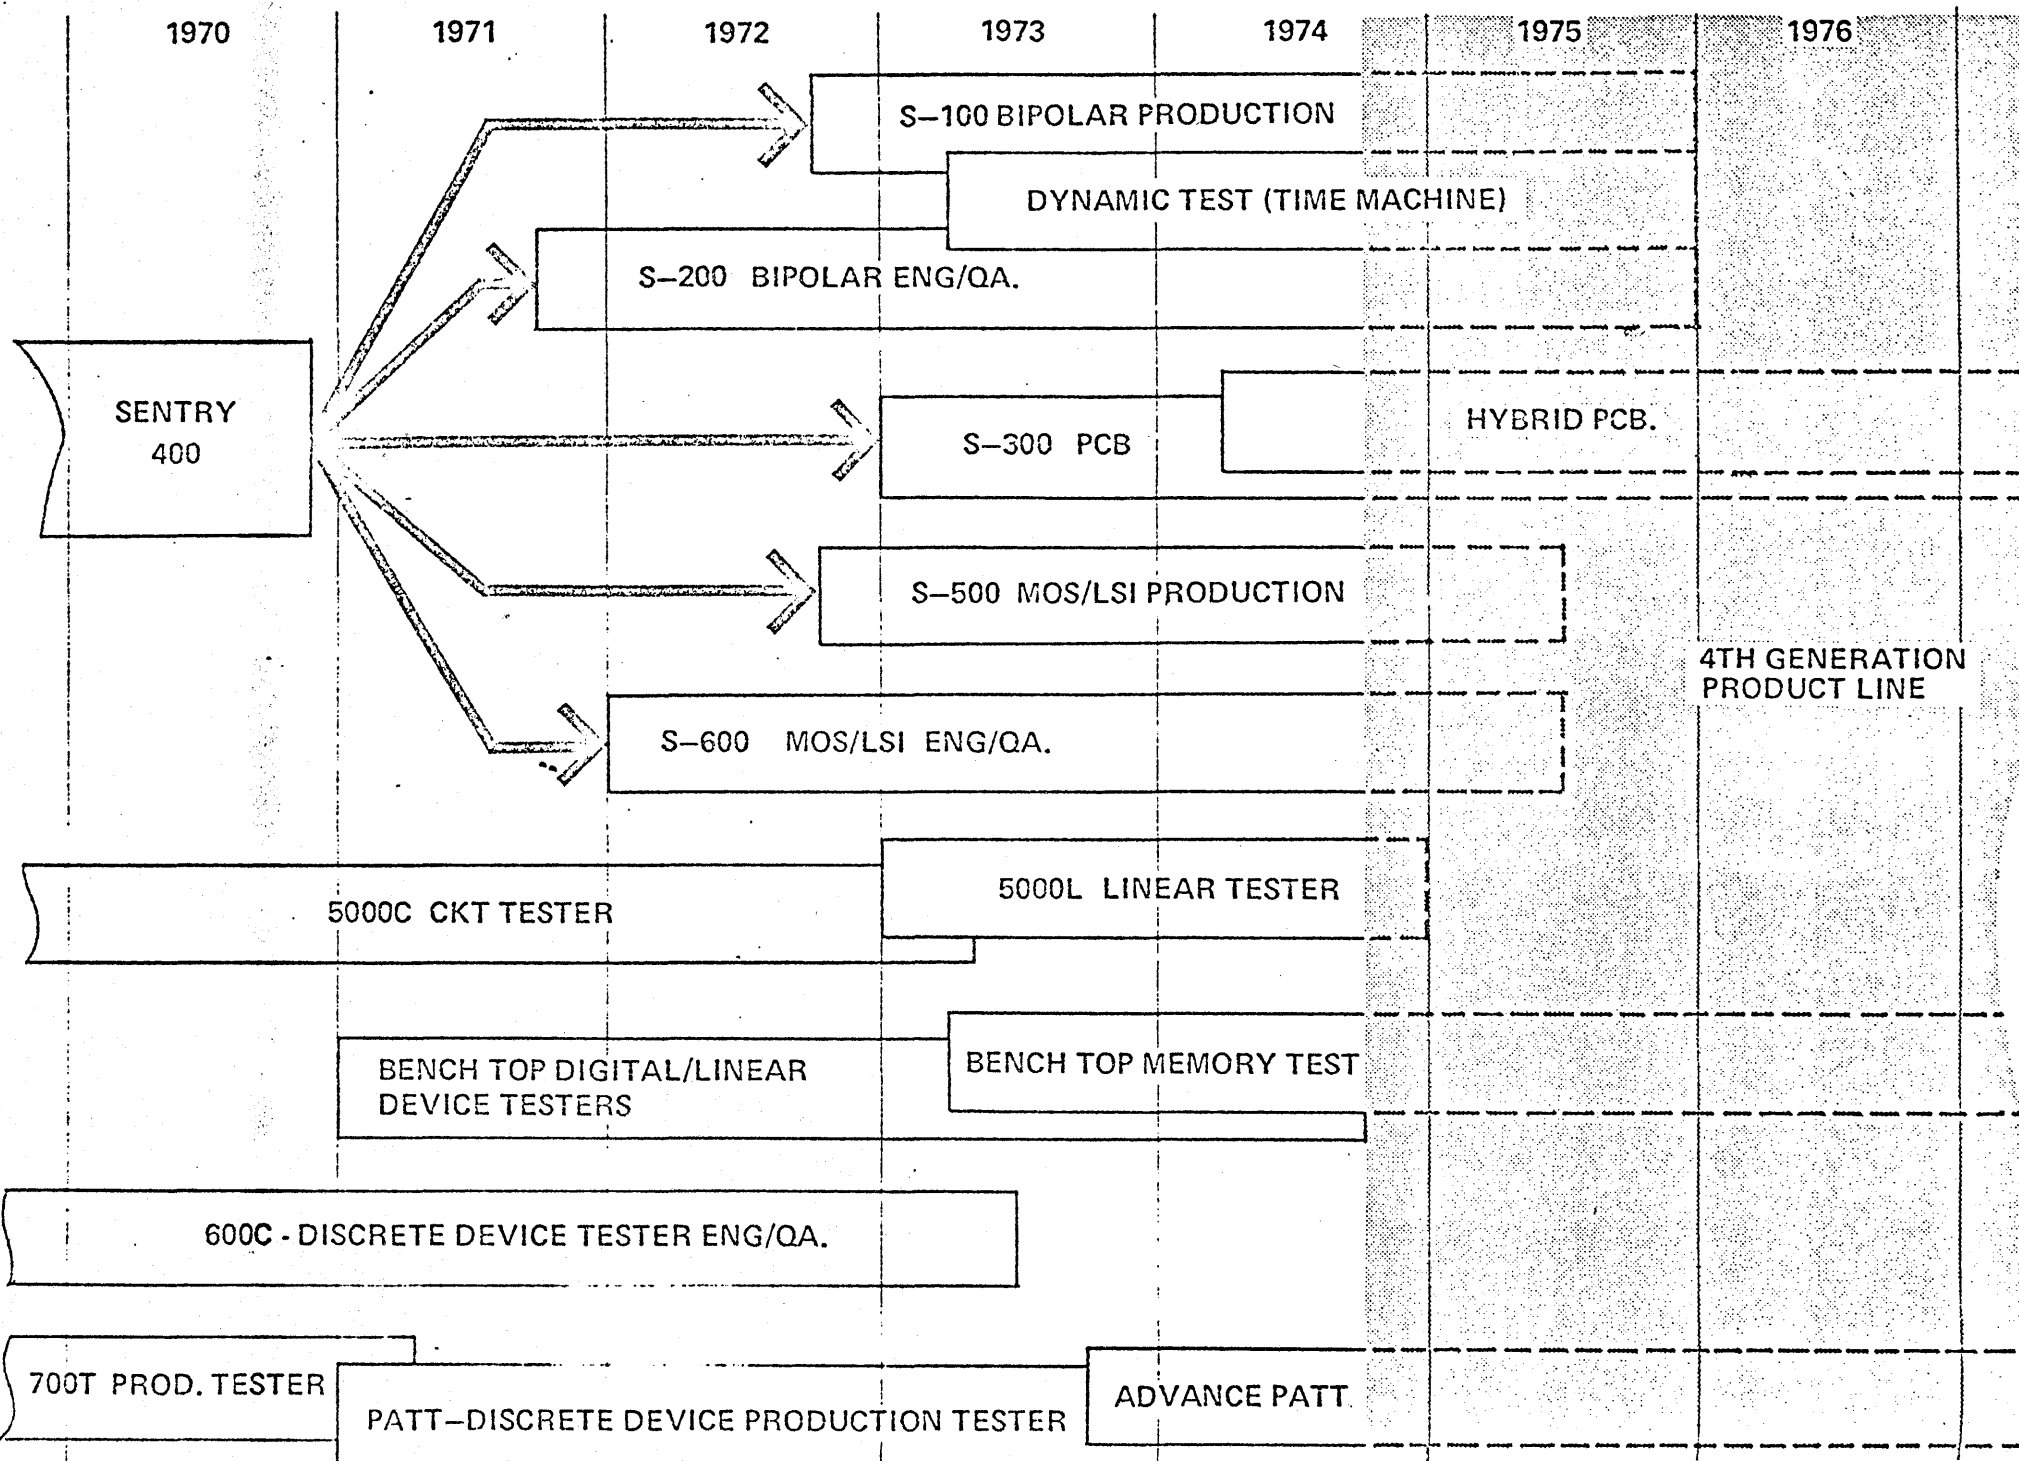 1970 1971 1972 1973 1974 1975 1976
S–100 BIPOLAR PRODUCTION
DYNAMIC TEST (TIME MACHINE)
S–200 BIPOLAR ENG/QA.
SENTRY
400
HYBRID PCB.
S–300 PCB
S–500 MOS/LSI PRODUCTION
4TH GENERATION
PRODUCT LINE
S–600 MOS/LSI ENG/QA.
5000L LINEAR TESTER
5000C CKT TESTER
BENCH TOP MEMORY TEST
BENCH TOP DIGITAL/LINEAR
DEVICE TESTERS
600C - DISCRETE DEVICE TESTER ENG/QA.
700T PROD. TESTER
ADVANCE PATT.
PATT–DISCRETE DEVICE PRODUCTION TESTER